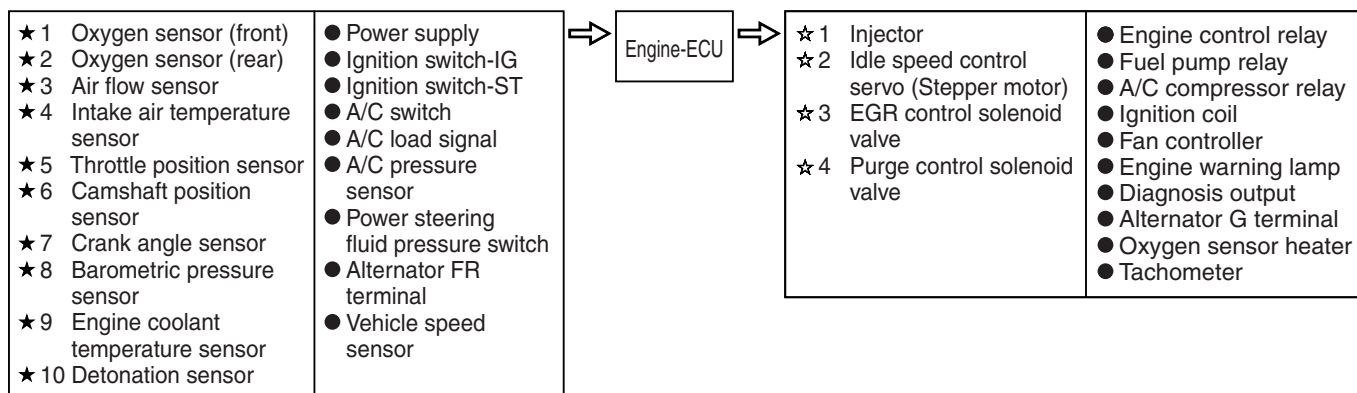 ★1 Oxygen sensor (front)
★2 Oxygen sensor (rear)
★3 Air flow sensor
★4 Intake air temperature
sensor
★5 Throttle position sensor
★6 Camshaft position
sensor
★7 Crank angle sensor
★8 Barometric pressure
sensor
★9 Engine coolant
temperature sensor
★10 Detonation sensor
● Power supply
● Ignition switch-IG
● Ignition switch-ST
● A/C switch
● A/C load signal
● A/C pressure
sensor
● Power steering
fluid pressure switch
● Alternator FR
terminal
● Vehicle speed
sensor
Engine-ECU
☆1 Injector
☆2 Idle speed control
servo (Stepper motor)
☆3 EGR control solenoid
valve
☆4 Purge control solenoid
valve
● Engine control relay
● Fuel pump relay
● A/C compressor relay
● Ignition coil
● Fan controller
● Engine warning lamp
● Diagnosis output
● Alternator G terminal
● Oxygen sensor heater
● Tachometer